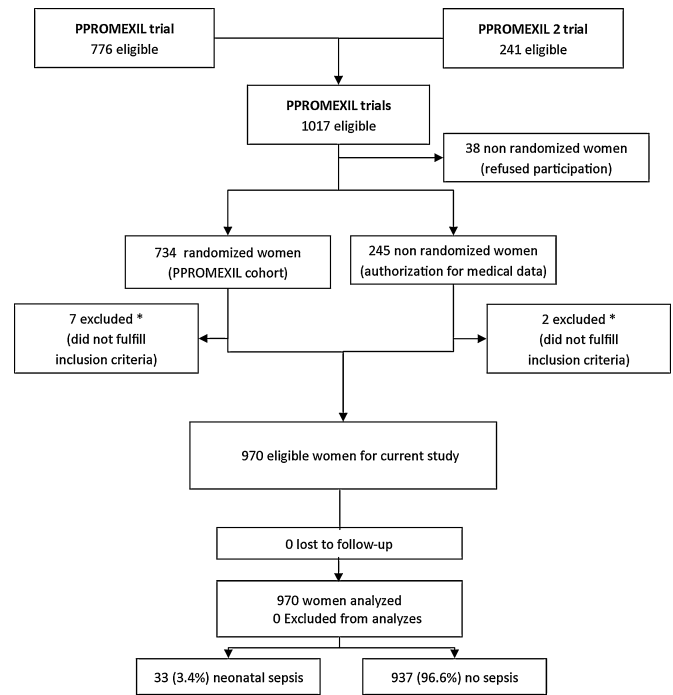 PPROMEXIL trial
776 eligible
PPROMEXIL 2 trial
241 eligible
PPROMEXIL trials
1017 eligible
38 non randomized women
(refused participation)
734 randomized women
(PPROMEXIL cohort)
245 non randomized women
(authorization for medical data)
7 excluded *
(did not fulfill
inclusion criteria)
2 excluded *
(did not fulfill
inclusion criteria)
970 eligible women for current study
0 lost to follow-up
970 women analyzed
0 Excluded from analyzes
33 (3.4%) neonatal sepsis
937 (96.6%) no sepsis